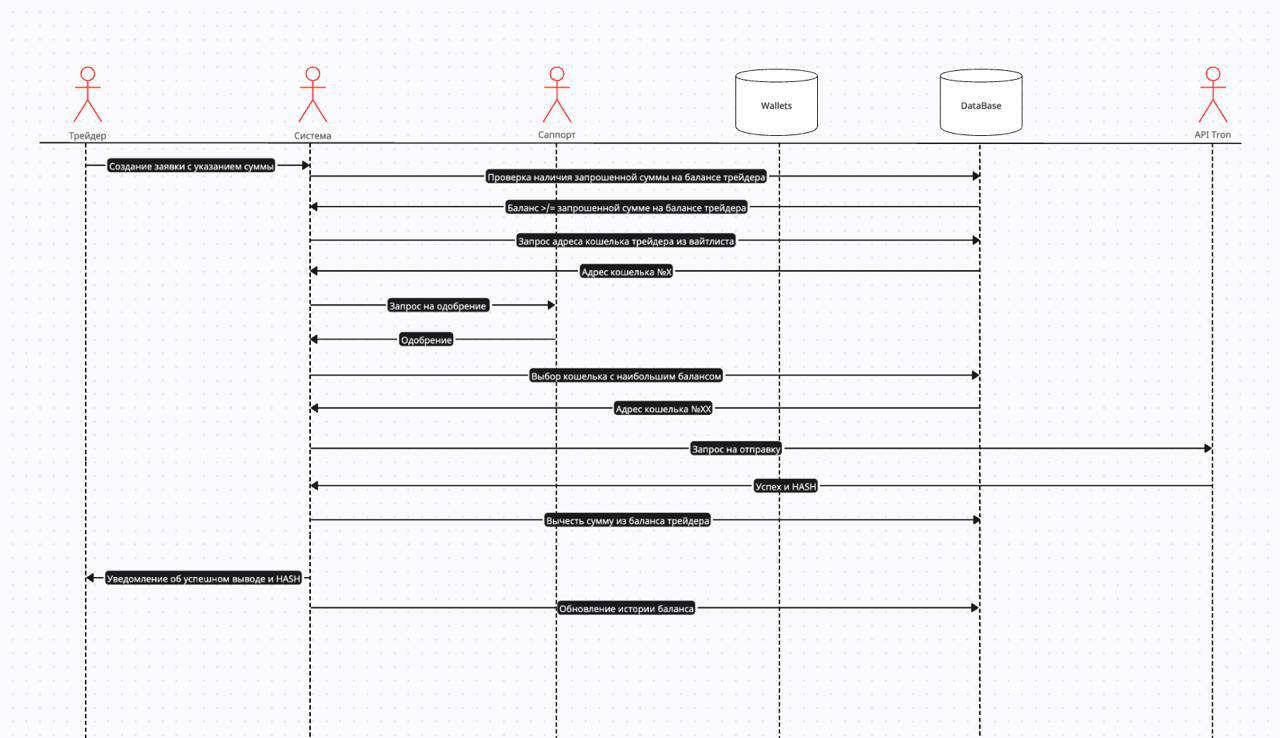 Wallets
DataBase
Трейдер
Система
Саппорт
API Tron
Создание заявки с указанием суммы
Проверка наличия запрошенной суммы на балансе трейдера
Баланс >/= запрошенной сумме на балансе трейдера
Запрос адреса кошелька трейдера из вайтлиста
Адрес кошелька №X
Запрос на одобрение
Одобрение
Выбор кошелька с наибольшим балансом
Адрес кошелька №XX
Запрос на отправку
Успех и HASH
Вычесть сумму из баланса трейдера
Уведомление об успешном выводе и HASH
Обновление истории баланса